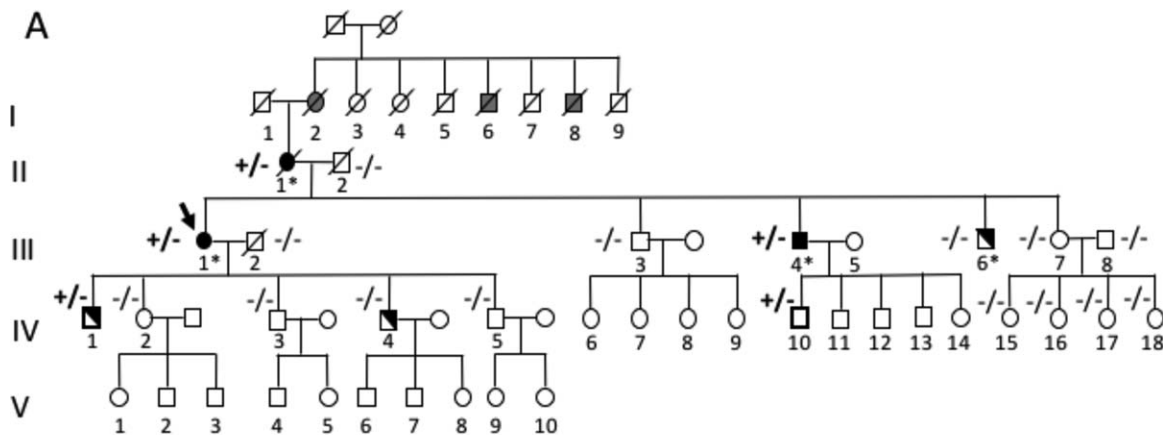 A
I
1 2 3 4 5 6 7 8 9
II
+/- -/-
1* 2
III
+/- -/- -/- +/- -/- -/- -/-
1* 2 3 4* 5 6* 7 8
+/- -/- -/- -/- -/- +/- -/- -/- -/- -/-
IV
1 2 3 4 5 6 7 8 9 10 11 12 13 14 15 16 17 18
V
1 2 3 4 5 6 7 8 9 10